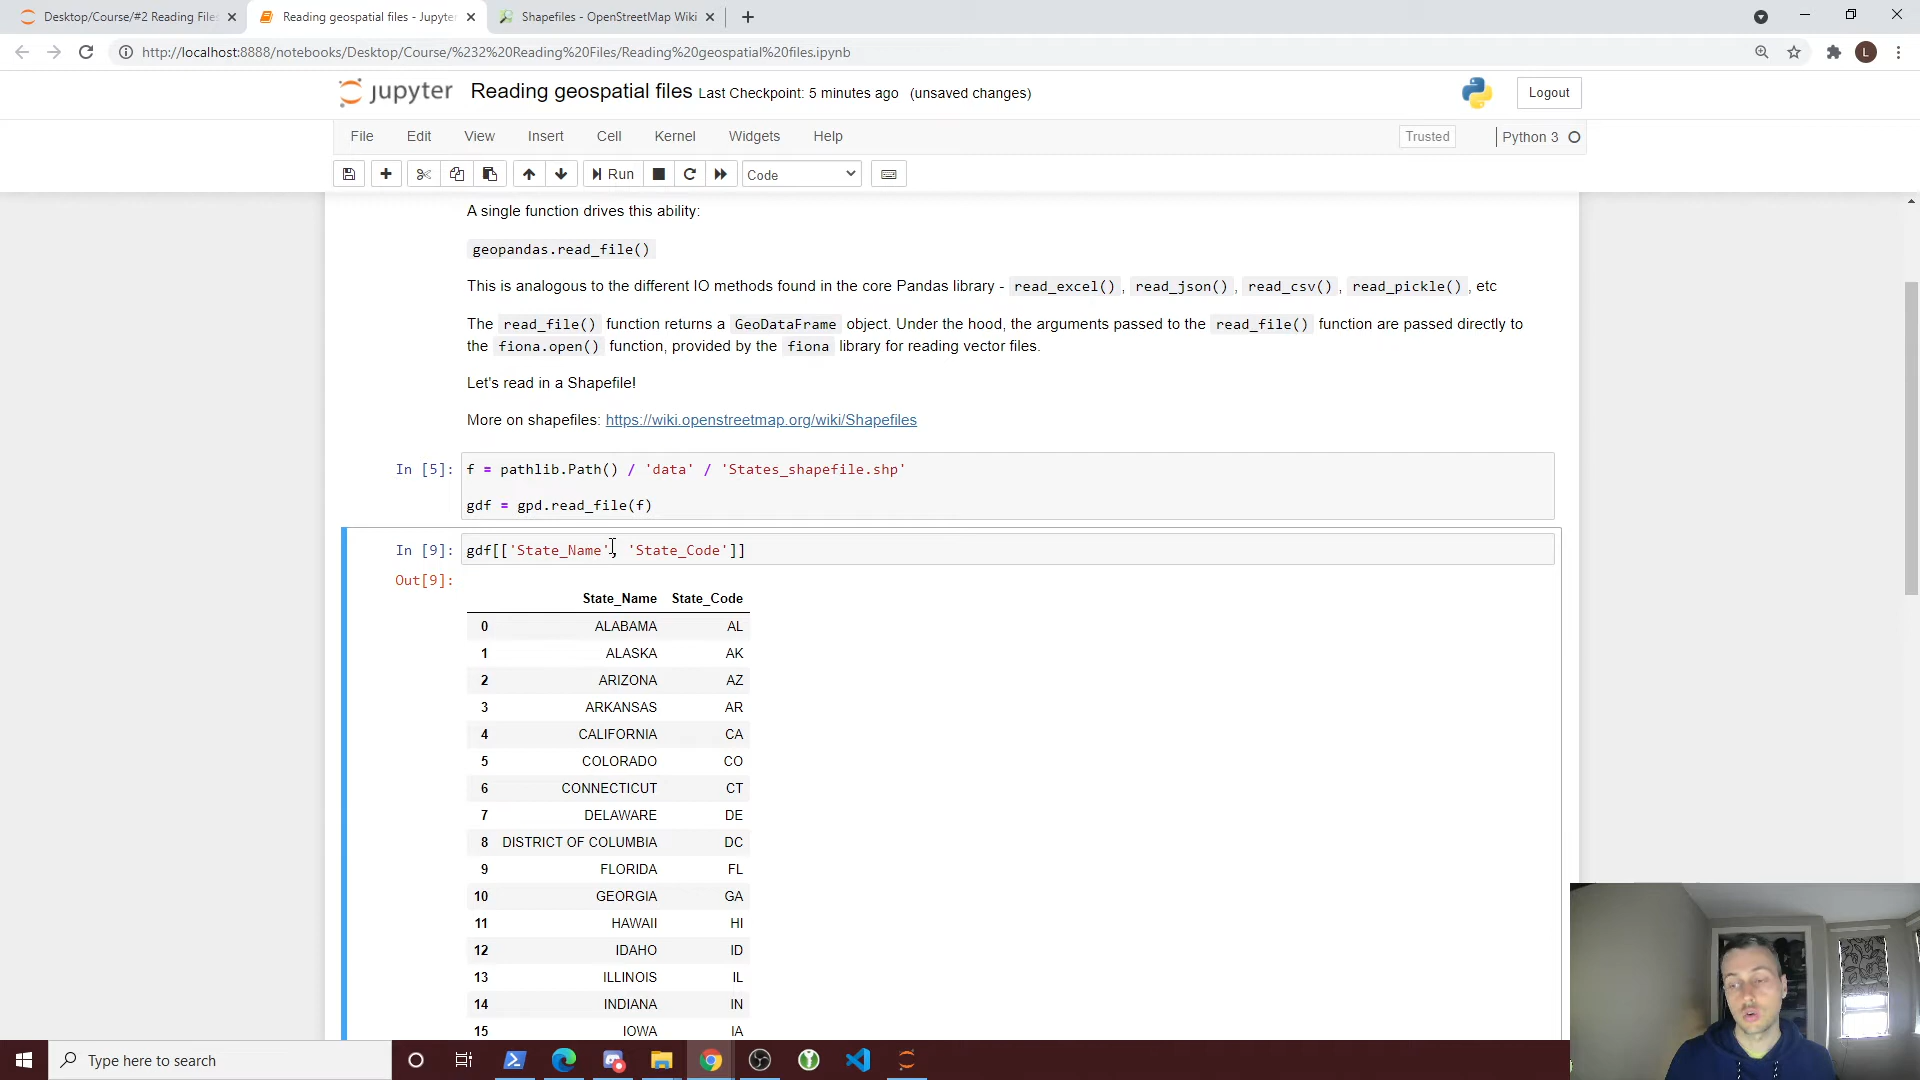 Desktop/Course/#2 Reading File
Reading geospatial files - Jupyter
Shapefiles - OpenStreetMap Wiki
http://localhost:8888/notebooks/Desktop/Course/%232%20Reading%20Files/Reading%20geospatial%20files.ipynb
L
jupyter Reading geospatial files Last Checkpoint: 5 minutes ago (unsaved changes)
Logout
File Edit View Insert Cell Kernel Widgets Help
Trusted
Python 3
Run
Code
A single function drives this ability:
geopandas.read_file()
This is analogous to the different IO methods found in the core Pandas library - read_excel() , read_json() , read_csv() , read_pickle() , etc
The read_file() function returns a GeoDataFrame object. Under the hood, the arguments passed to the read_file() function are passed directly to
the fiona.open() function, provided by the fiona library for reading vector files.
Let's read in a Shapefile!
More on shapefiles: https://wiki.openstreetmap.org/wiki/Shapefiles
In [5]: f = pathlib.Path() / 'data' / 'States_shapefile.shp'
gdf = gpd.read_file(f)
In [9]: gdf[['State_Name', 'State_Code']]
Out[9]:
State_Name State_Code
0 ALABAMA AL
1 ALASKA AK
2 ARIZONA AZ
3 ARKANSAS AR
4 CALIFORNIA CA
5 COLORADO CO
6 CONNECTICUT CT
7 DELAWARE DE
8 DISTRICT OF COLUMBIA DC
9 FLORIDA FL
10 GEORGIA GA
11 HAWAII HI
12 IDAHO ID
13 ILLINOIS IL
14 INDIANA IN
15 IOWA IA
Type here to search